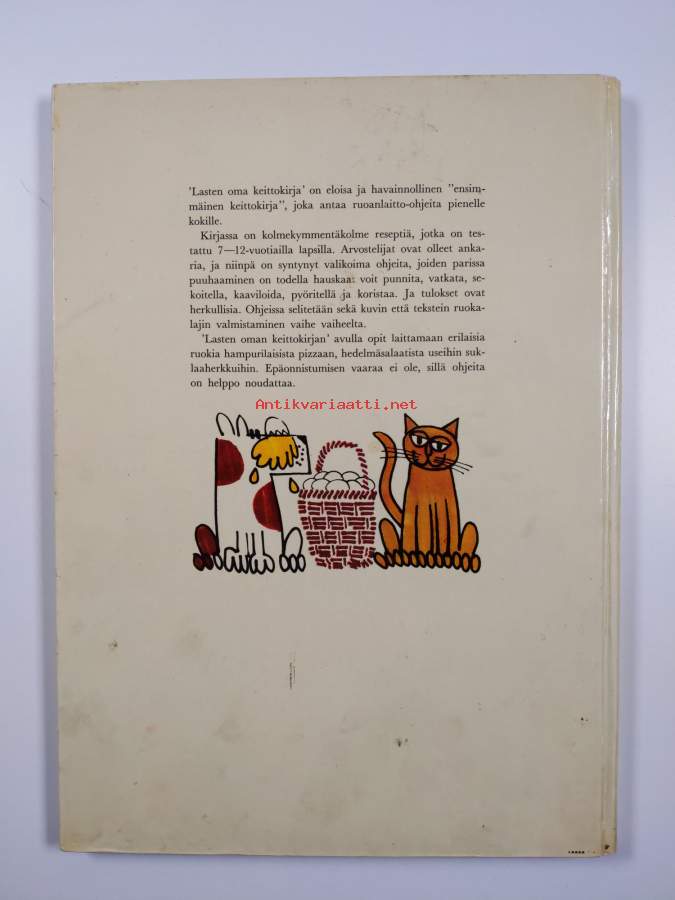 'Lasten oma keittokirja' on eloisa ja havainnollinen "ensim-
mäinen keittokirja", joka antaa ruoanlaitto-ohjeita pienelle
kokille.
Kirjassa on kolmekymmentäkolme reseptiä, jotka on tes-
tattu 7—12-vuotiailla lapsilla. Arvostelijat ovat olleet anka-
ria, ja niinpä on syntynyt valikoima ohjeita, joiden parissa
puuhaaminen on todella hauskaa: voit punnita, vatkata, se-
koitella, kaaviloida, pyöritellä ja koristaa. Ja tulokset ovat
herkullisia. Ohjeissa selitetään sekä kuvin että tekstein ruoka-
lajin valmistaminen vaihe vaiheelta.
'Lasten oman keittokirjan' avulla opit laittamaan erilaisia
ruokia hampurilaisista pizzaan, hedelmäsalaatista useihin suk-
laaherkkuihin. Epäonnistumisen vaaraa ei ole, sillä ohjeita
on helppo noudattaa.
Antikvariaatti.net